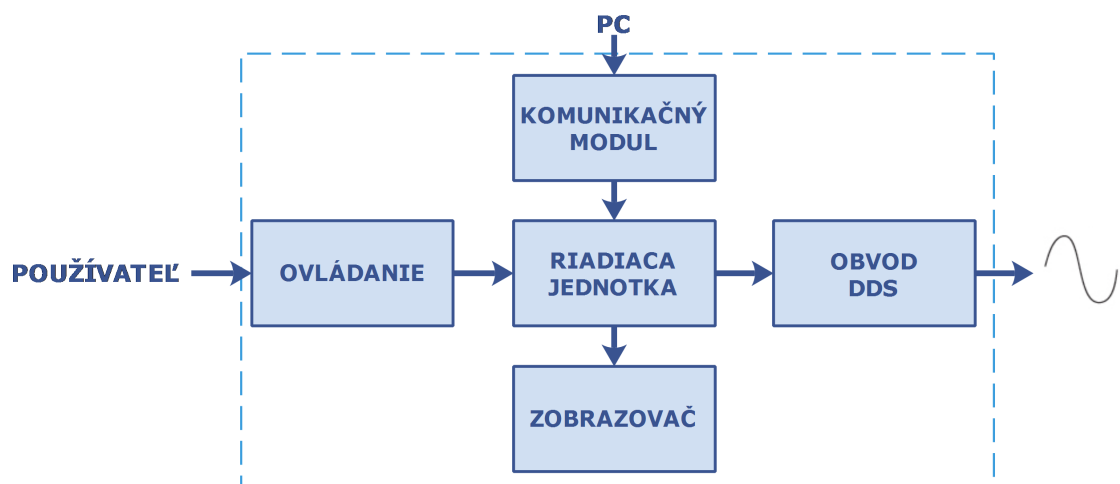 PC
KOMUNIKAČNÝ
MODUL
POUŽÍVATEĽ
OVLÁDANIE
RIADIACA
JEDNOTKA
OBVOD
DDS
ZOBRAZOVAČ